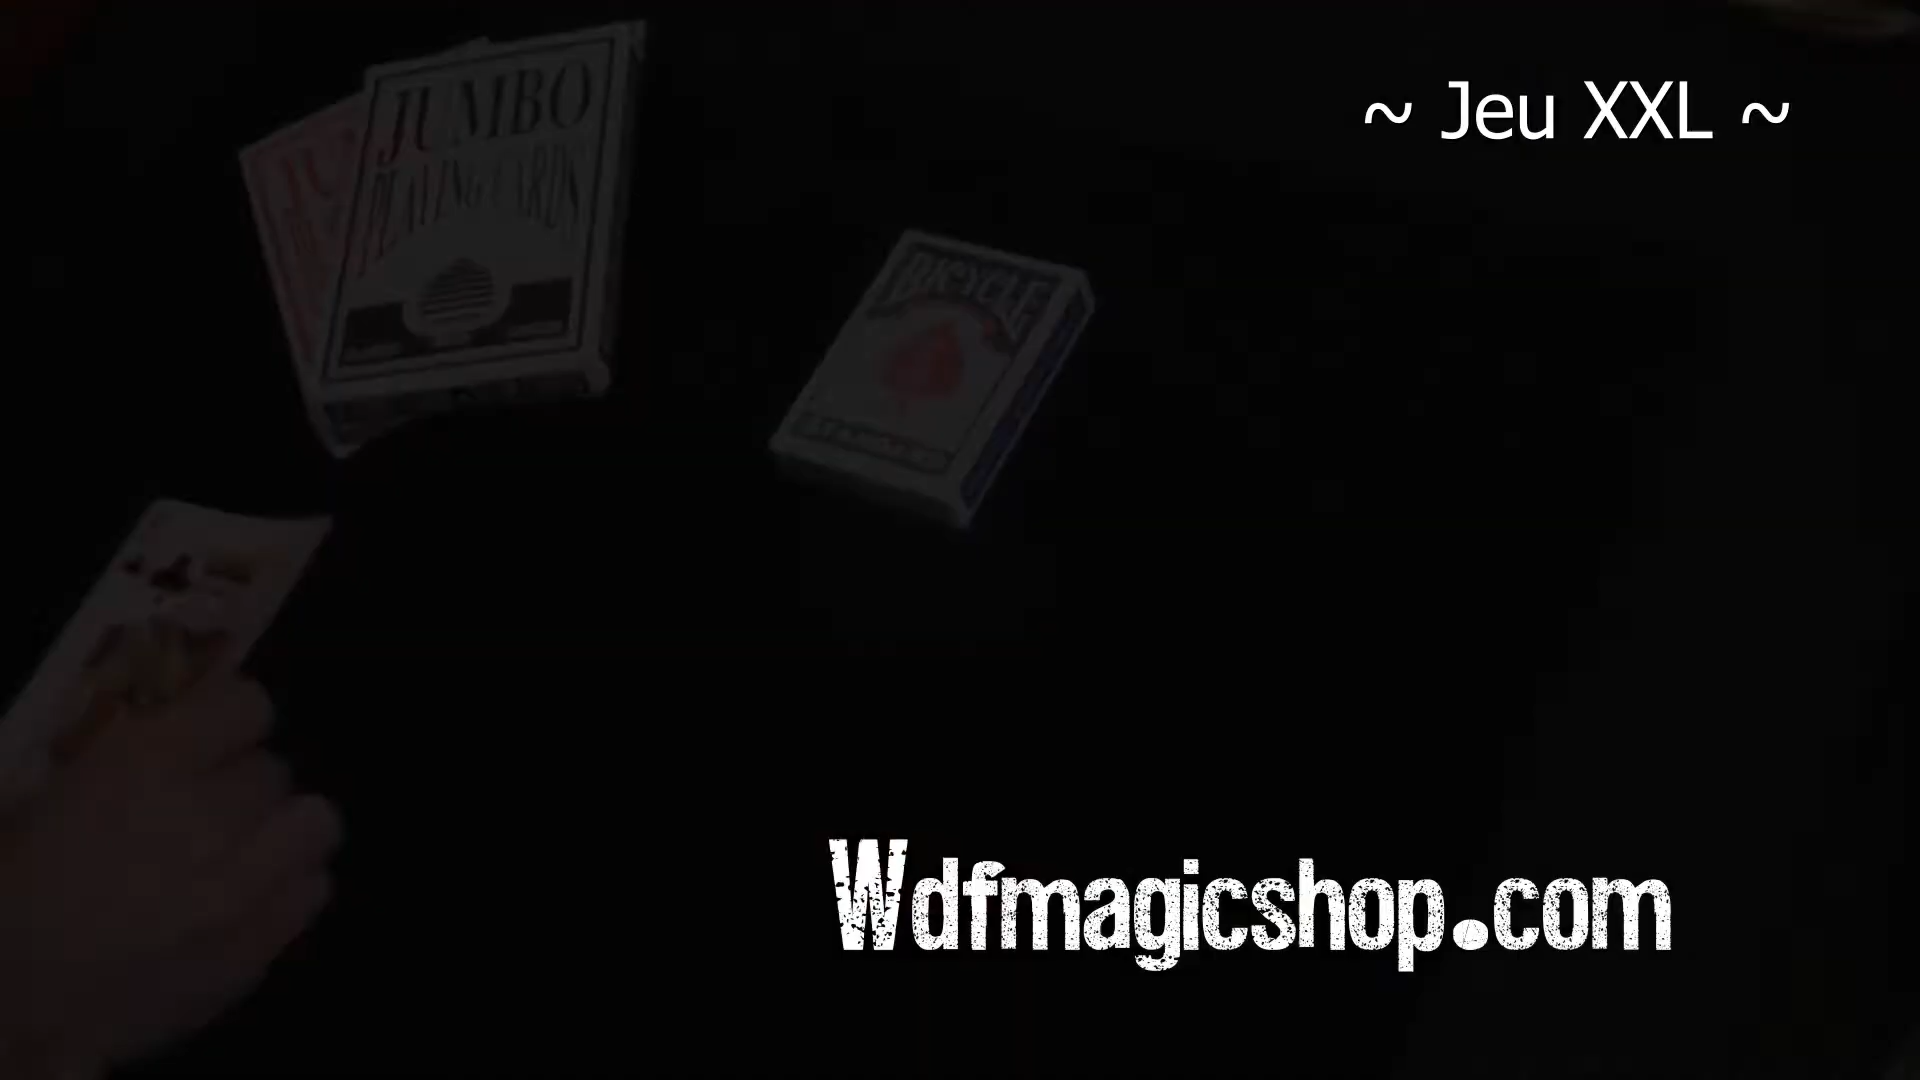 ~ Jeu XXL ~
JUMBO
PLAYING CARDS
BICYCLE
Wdfmagicshop.com